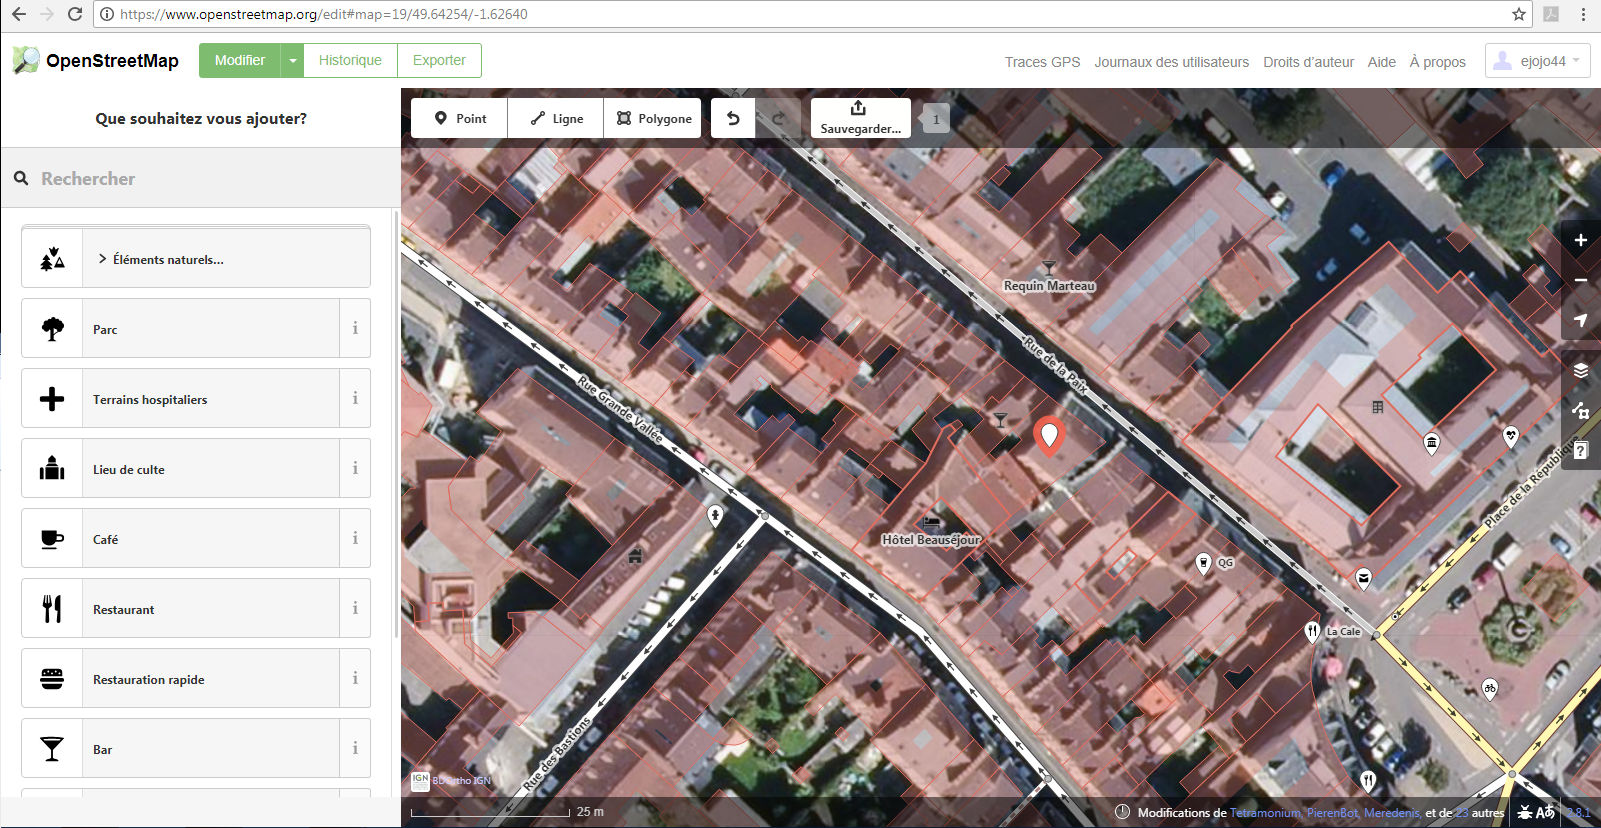 https://www.openstreetmap.org/edit#map=19/49.64254/-1.62640
OpenStreetMap
Modifier
Historique
Exporter
Traces GPS
Journaux des utilisateurs
Droits d'auteur
Aide
À propos
ejojo44
Que souhaitez vous ajouter?
Point
Ligne
Polygone
Sauvegarder...
1
Rechercher
Éléments naturels...
Parc
i
Terrains hospitaliers
i
Lieu de culte
i
Café
i
Restaurant
i
Restauration rapide
i
Bar
i
Requin Marteau
Rue de la Paix
Rue Grande Vallée
Place de la République
Hôtel Beauséjour
QG
La Cale
Rue des Bastions
IGN
BDOrtho IGN
25 m
Modifications de Tetramonium, PierenBot, Meredenis, et de 23 autres
2.8.1